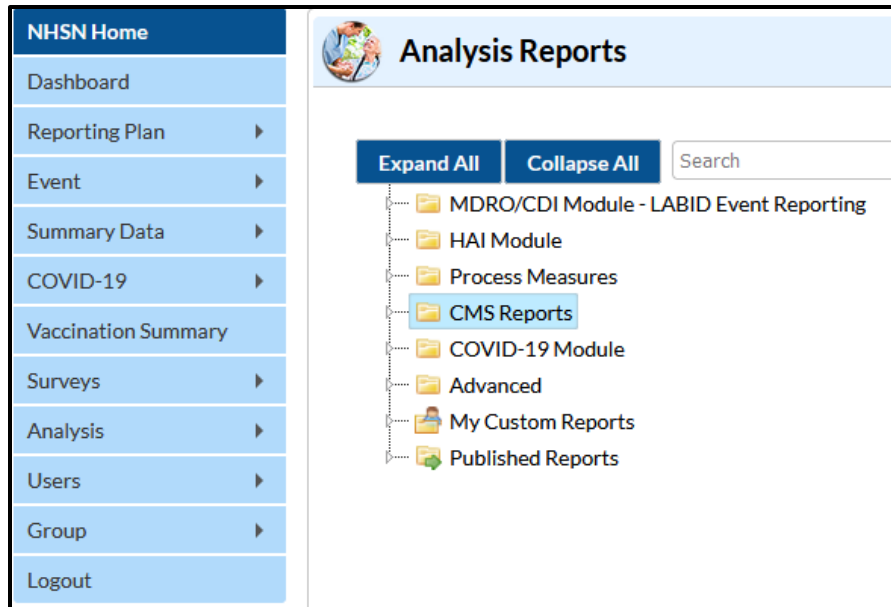 NHSN Home
Dashboard
Reporting Plan
Event
Summary Data
COVID-19
Vaccination Summary
Surveys
Analysis
Users
Group
Logout
Analysis Reports
Expand All
Collapse All
Search
MDRO/CDI Module - LABID Event Reporting
HAI Module
Process Measures
CMS Reports
COVID-19 Module
Advanced
My Custom Reports
Published Reports